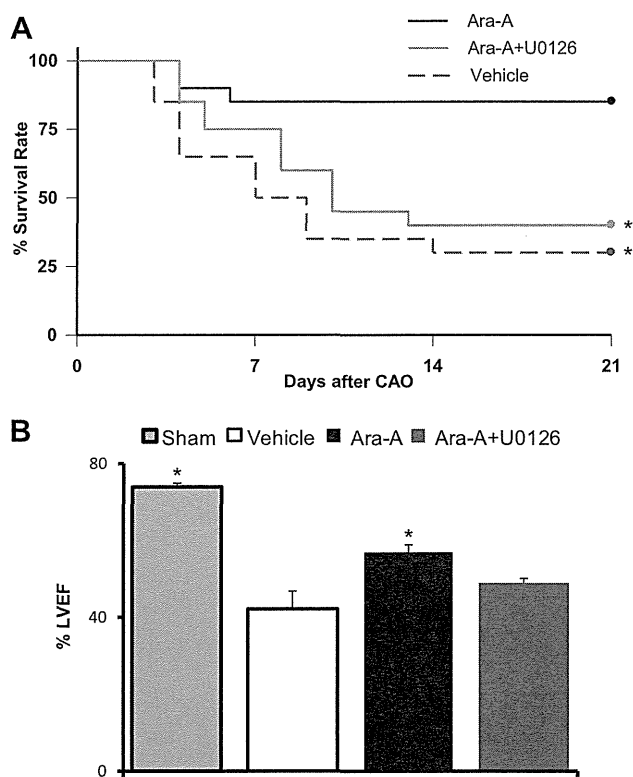 A
Ara-A
Ara-A+U0126
Vehicle
100
75
50
25
0
% Survival Rate
*
*
0 7 14 21
Days after CAO
B
Sham Vehicle Ara-A Ara-A+U0126
80
40
0
% LVEF
*
*